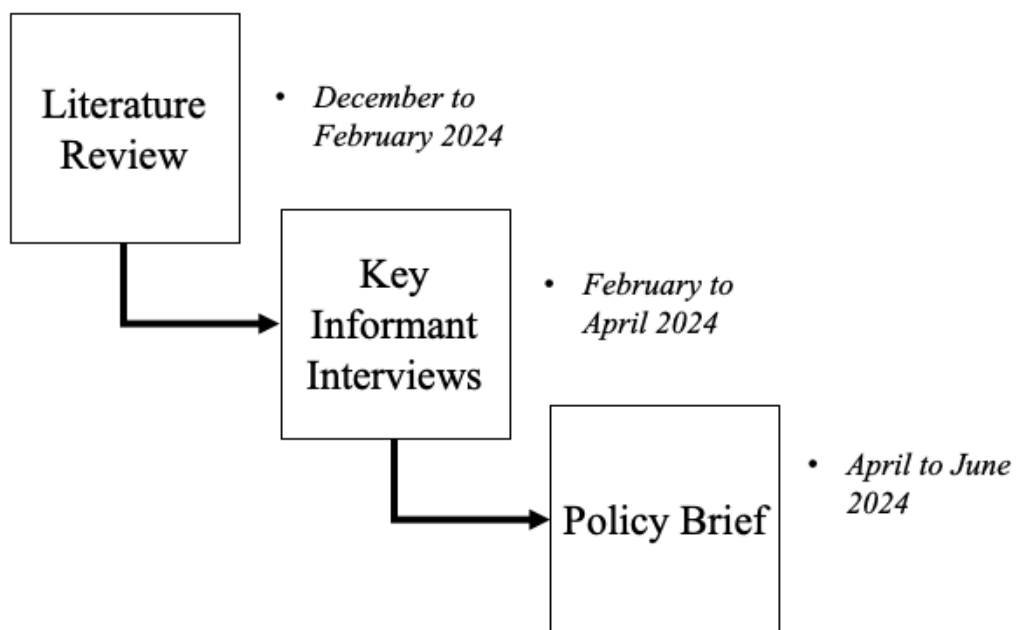 Literature
Review
• December to
February 2024
Key
Informant
Interviews
• February to
April 2024
Policy Brief
• April to June
2024